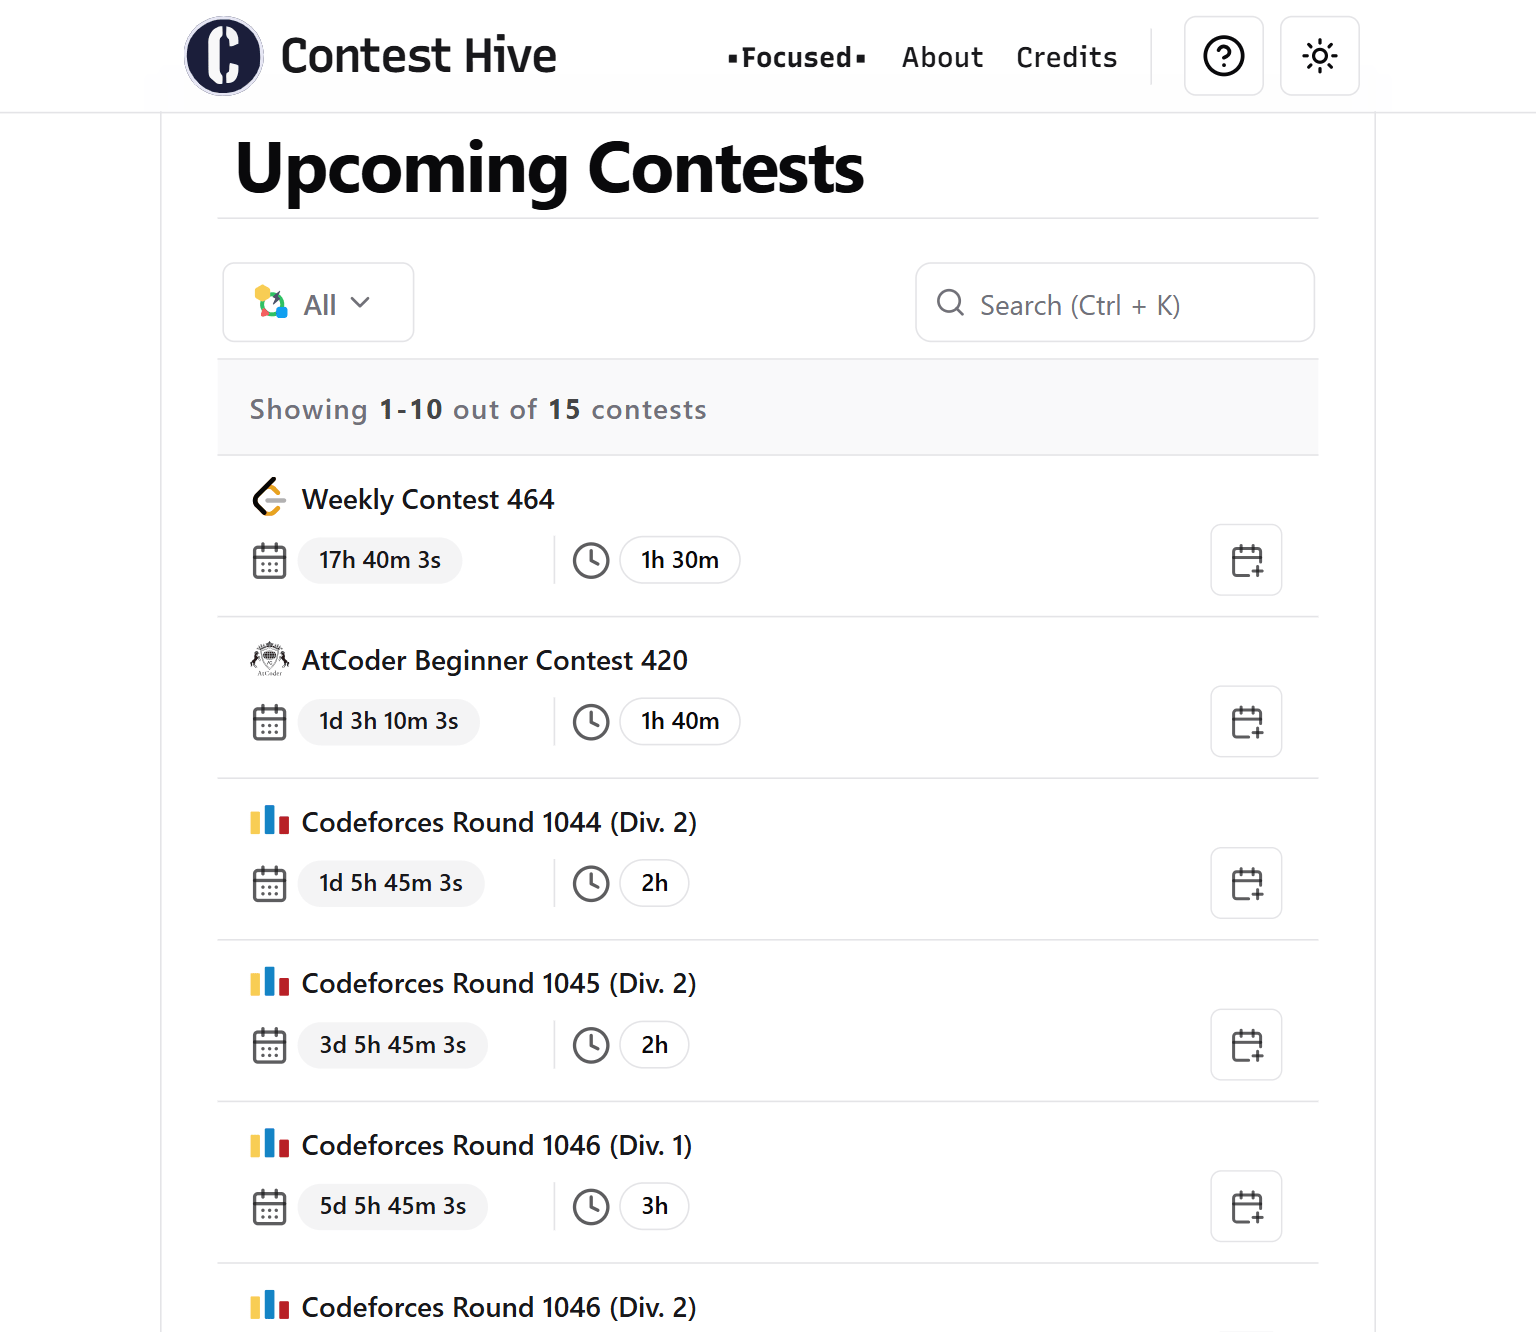 Contest Hive
▪Focused▪ About Credits
Upcoming Contests
All
Search (Ctrl + K)
Showing 1-10 out of 15 contests
Weekly Contest 464
17h 40m 3s
1h 30m
AtCoder
AtCoder Beginner Contest 420
1d 3h 10m 3s
1h 40m
Codeforces Round 1044 (Div. 2)
1d 5h 45m 3s
2h
Codeforces Round 1045 (Div. 2)
3d 5h 45m 3s
2h
Codeforces Round 1046 (Div. 1)
5d 5h 45m 3s
3h
Codeforces Round 1046 (Div. 2)